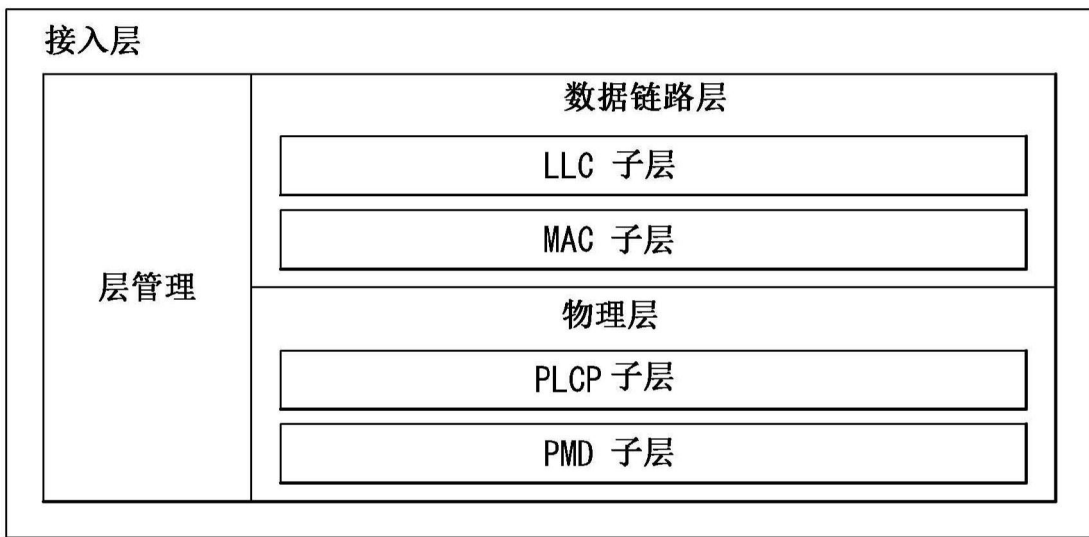 接入层
数据链路层
LLC 子层
MAC 子层
层管理
物理层
PLCP 子层
PMD 子层